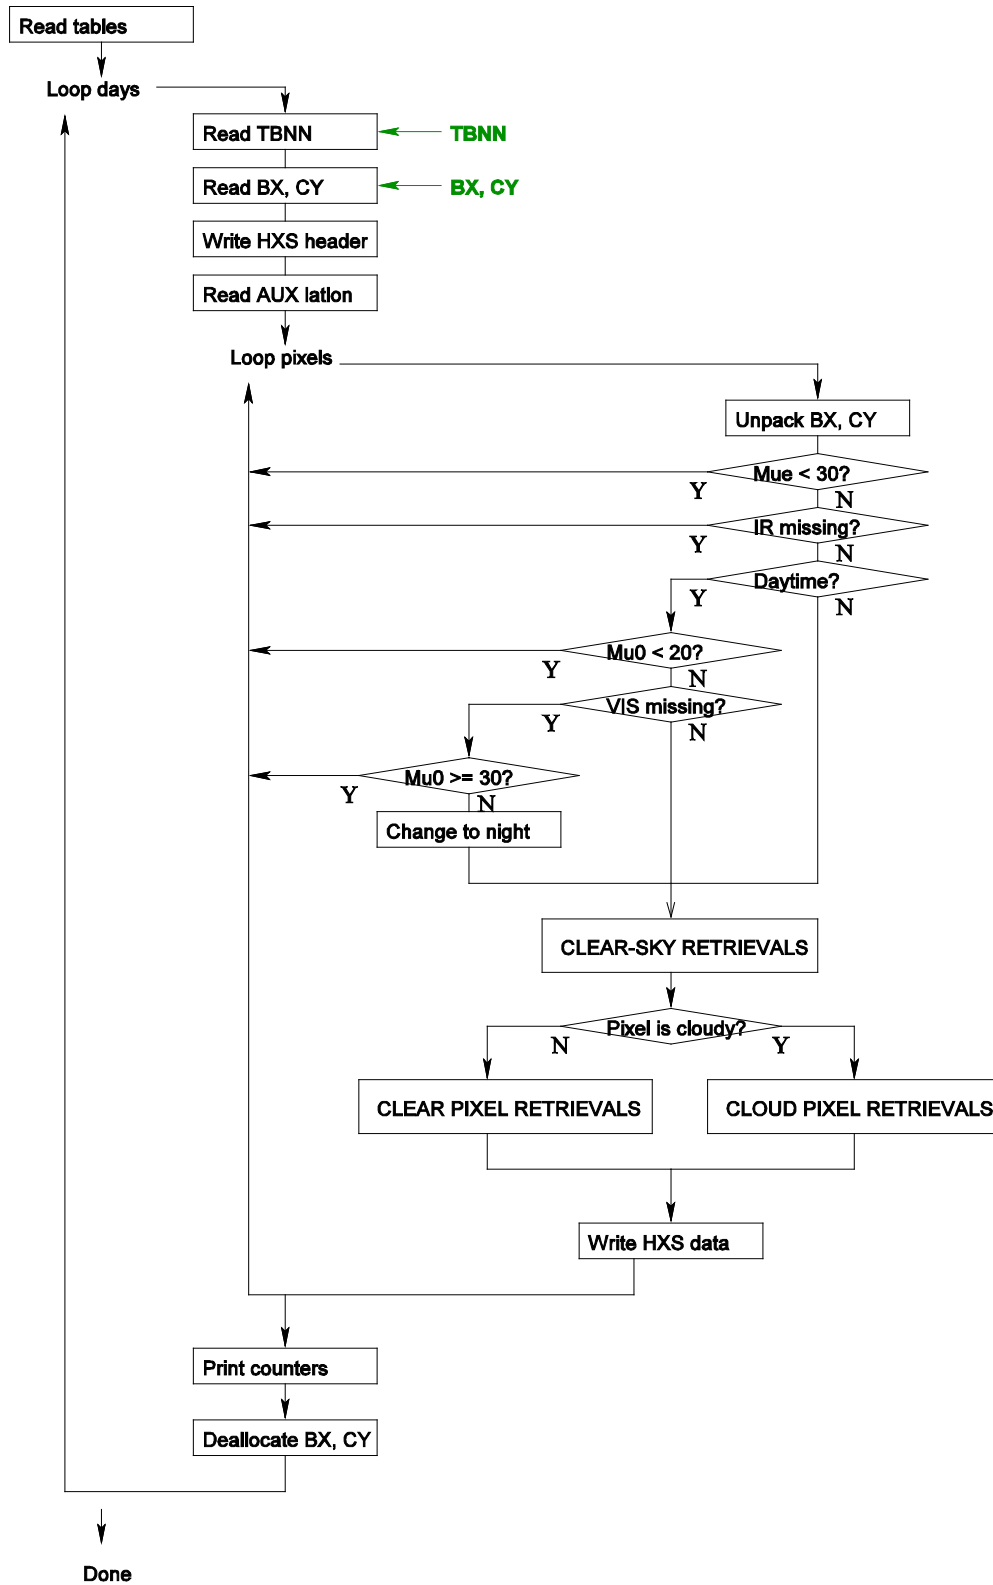 Read tables
Loop days
Read TBNN
TBNN
Read BX, CY
BX, CY
Write HXS header
Read AUX latlon
Loop pixels
Unpack BX, CY
Mue < 30?
Y
N
IR missing?
Y
N
Daytime?
Y
N
Mu0 < 20?
Y
N
VIS missing?
Y
N
Mu0 >= 30?
Y
N
Change to night
CLEAR-SKY RETRIEVALS
Pixel is cloudy?
N
Y
CLEAR PIXEL RETRIEVALS
CLOUD PIXEL RETRIEVALS
Write HXS data
Print counters
Deallocate BX, CY
Done